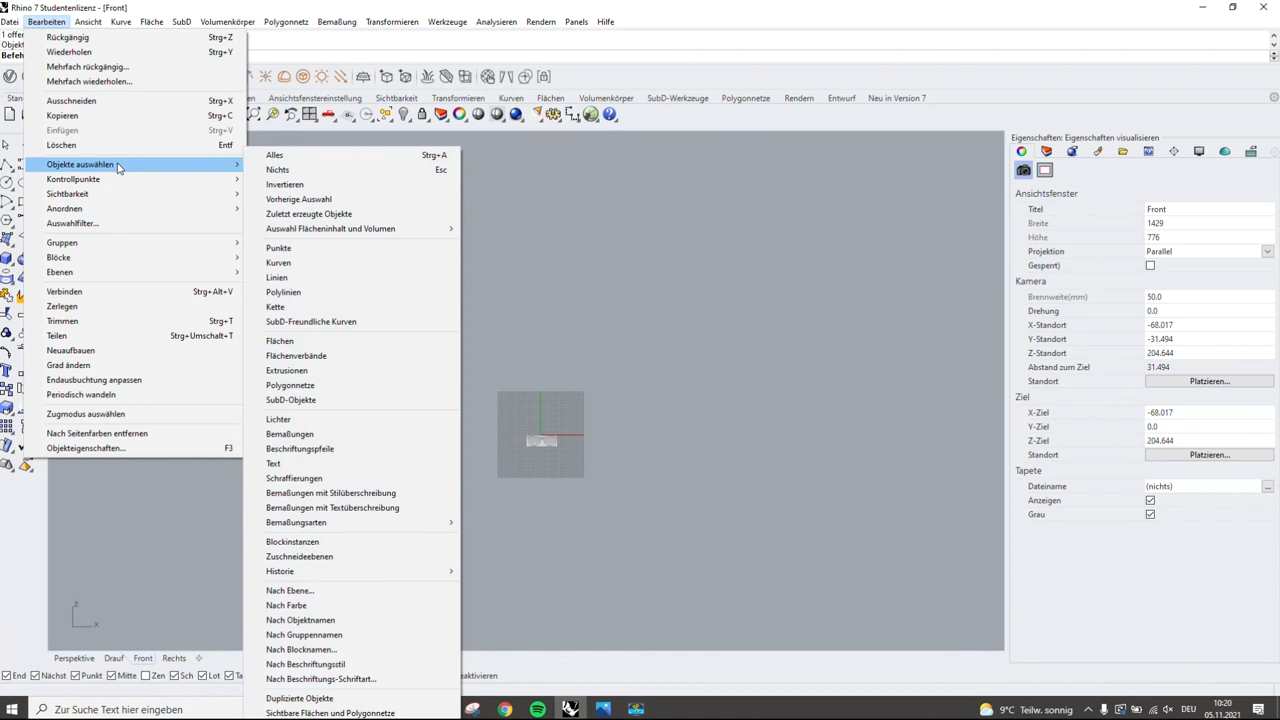 Rhino 7 Studentenlizenz - [Front]
Datei Bearbeiten Ansicht Kurve Fläche SubD Volumenkörper Polygonnetz Bemaßung Transformieren Werkzeuge Analysieren Rendern Panels Hilfe
1 offen
Objekt
Befehl
Rückgängig Strg+Z
Wiederholen Strg+Y
Mehrfach rückgängig...
Mehrfach wiederholen...
Ausschneiden Strg+X
Kopieren Strg+C
Einfügen Strg+V
Löschen Entf
Objekte auswählen
Kontrollpunkte
Sichtbarkeit
Anordnen
Auswahlfilter...
Gruppen
Blöcke
Ebenen
Verbinden Strg+Alt+V
Zerlegen
Trimmen Strg+T
Teilen Strg+Umschalt+T
Neuaufbauen
Grad ändern
Endausbuchtung anpassen
Periodisch wandeln
Zugmodus auswählen
Nach Seitenfarben entfernen
Objekteigenschaften... F3
Stan Ansichtsfenstereinstellung Sichtbarkeit Transformieren Kurven Flächen Volumenkörper SubD-Werkzeuge Polygonnetze Rendern Entwurf Neu in Version 7
Alles Strg+A
Nichts Esc
Invertieren
Vorherige Auswahl
Zuletzt erzeugte Objekte
Auswahl Flächeninhalt und Volumen
Punkte
Kurven
Linien
Polylinien
Kette
SubD-Freundliche Kurven
Flächen
Flächenverbände
Extrusionen
Polygonnetze
SubD-Objekte
Lichter
Bemaßungen
Beschriftungspfeile
Text
Schraffierungen
Bemaßungen mit Stilüberschreibung
Bemaßungen mit Textüberschreibung
Bemaßungsarten
Blockinstanzen
Zuschneideebenen
Historie
Nach Ebene...
Nach Farbe
Nach Objektnamen
Nach Gruppennamen
Nach Blocknamen...
Nach Beschriftungsstil
Nach Beschriftungs-Schriftart...
Duplizierte Objekte
Sichtbare Flächen und Polygonnetze
Eigenschaften: Eigenschaften visualisieren
Ansichtsfenster
Titel Front
Breite 1429
Höhe 776
Projektion Parallel
Gesperrt)
Kamera
Brennweite(mm) 50.0
Drehung 0.0
X-Standort -68.017
Y-Standort -31.494
Z-Standort 204.644
Abstand zum Ziel 31.494
Standort Platzieren...
Ziel
X-Ziel -68.017
Y-Ziel 0.0
Z-Ziel 204.644
Standort Platzieren...
Tapete
Dateiname (nichts) ...
Anzeigen
Grau
z
x
Perspektive Drauf Front Rechts
End Nächst Punkt Mitte Zen Sch Lot Ta eaktivieren
Zur Suche Text hier eingeben
9°C Teilw. sonnig DEU 10:20
05.11.2021